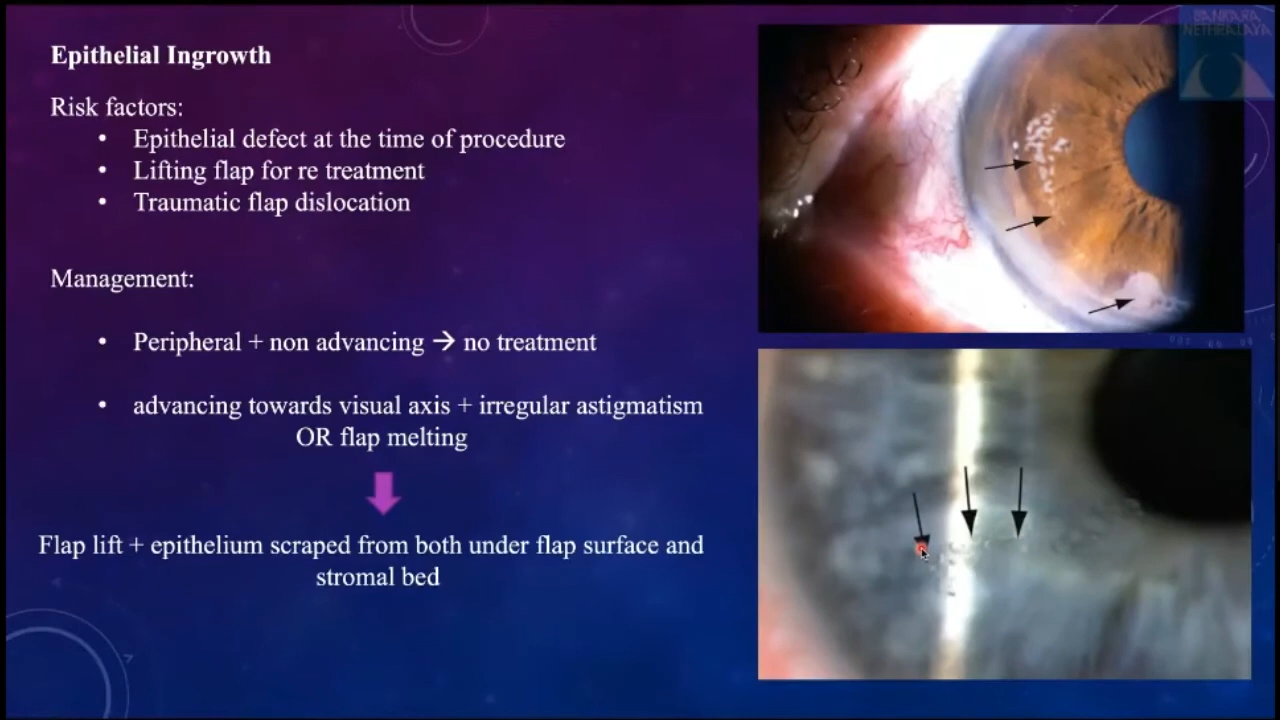 SANKARA
NETHRALAYA
Epithelial Ingrowth
Risk factors:
• Epithelial defect at the time of procedure
• Lifting flap for re treatment
• Traumatic flap dislocation
Management:
• Peripheral + non advancing → no treatment
• advancing towards visual axis + irregular astigmatism
OR flap melting
Flap lift + epithelium scraped from both under flap surface and
stromal bed